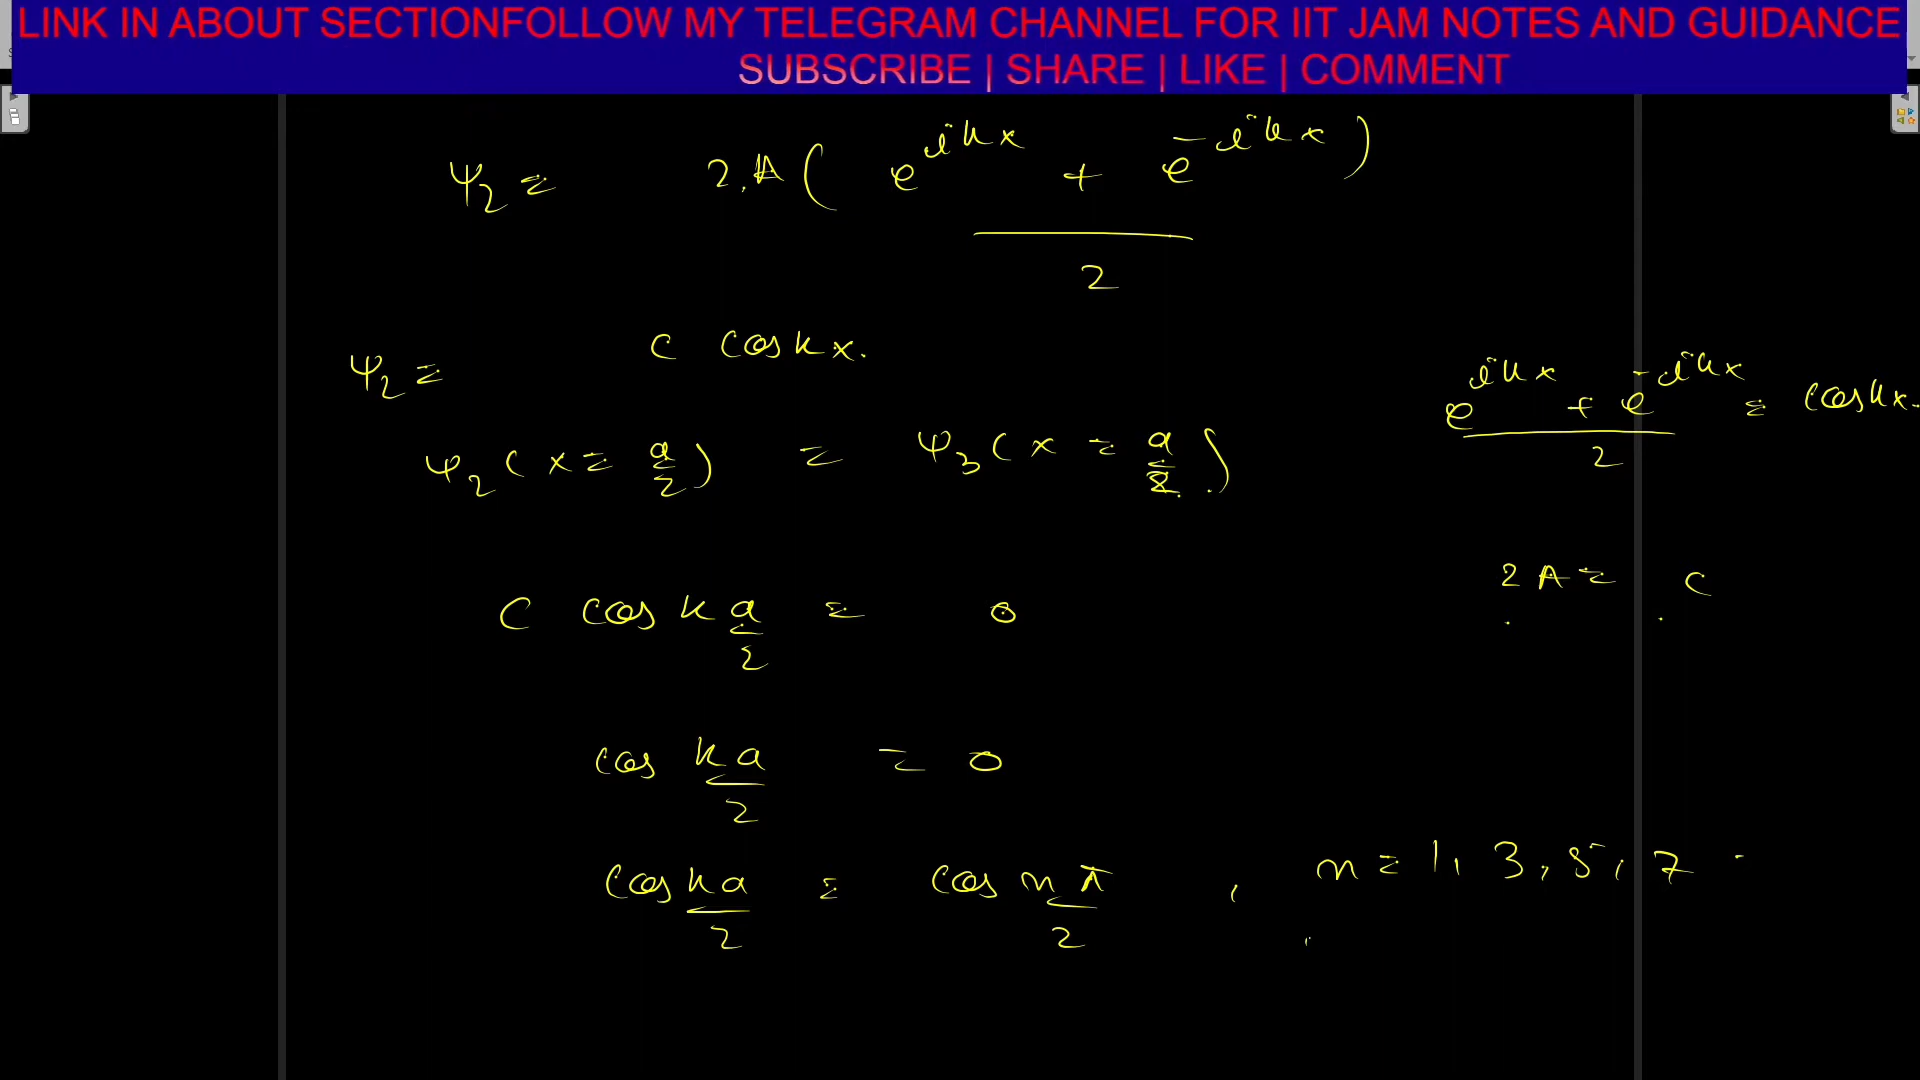 LINK IN ABOUT SECTIONFOLLOW MY TELEGRAM CHANNEL FOR IIT JAM NOTES AND GUIDANCE
SUBSCRIBE | SHARE | LIKE | COMMENT
ψ₂ = 2.A ( (e^{ikx} + e^{-ikx}) / 2 )
ψ₂ = C cos kx.
(e^{ikx} + e^{-ikx}) / 2 = cos kx.
ψ₂ ( x = a/2 ) = ψ₃ ( x = a/2 )
2A = C
C cos k a/2 = 0
cos ka/2 = 0
cos ka/2 = cos nπ/2 , n = 1, 3, 5, 7 -